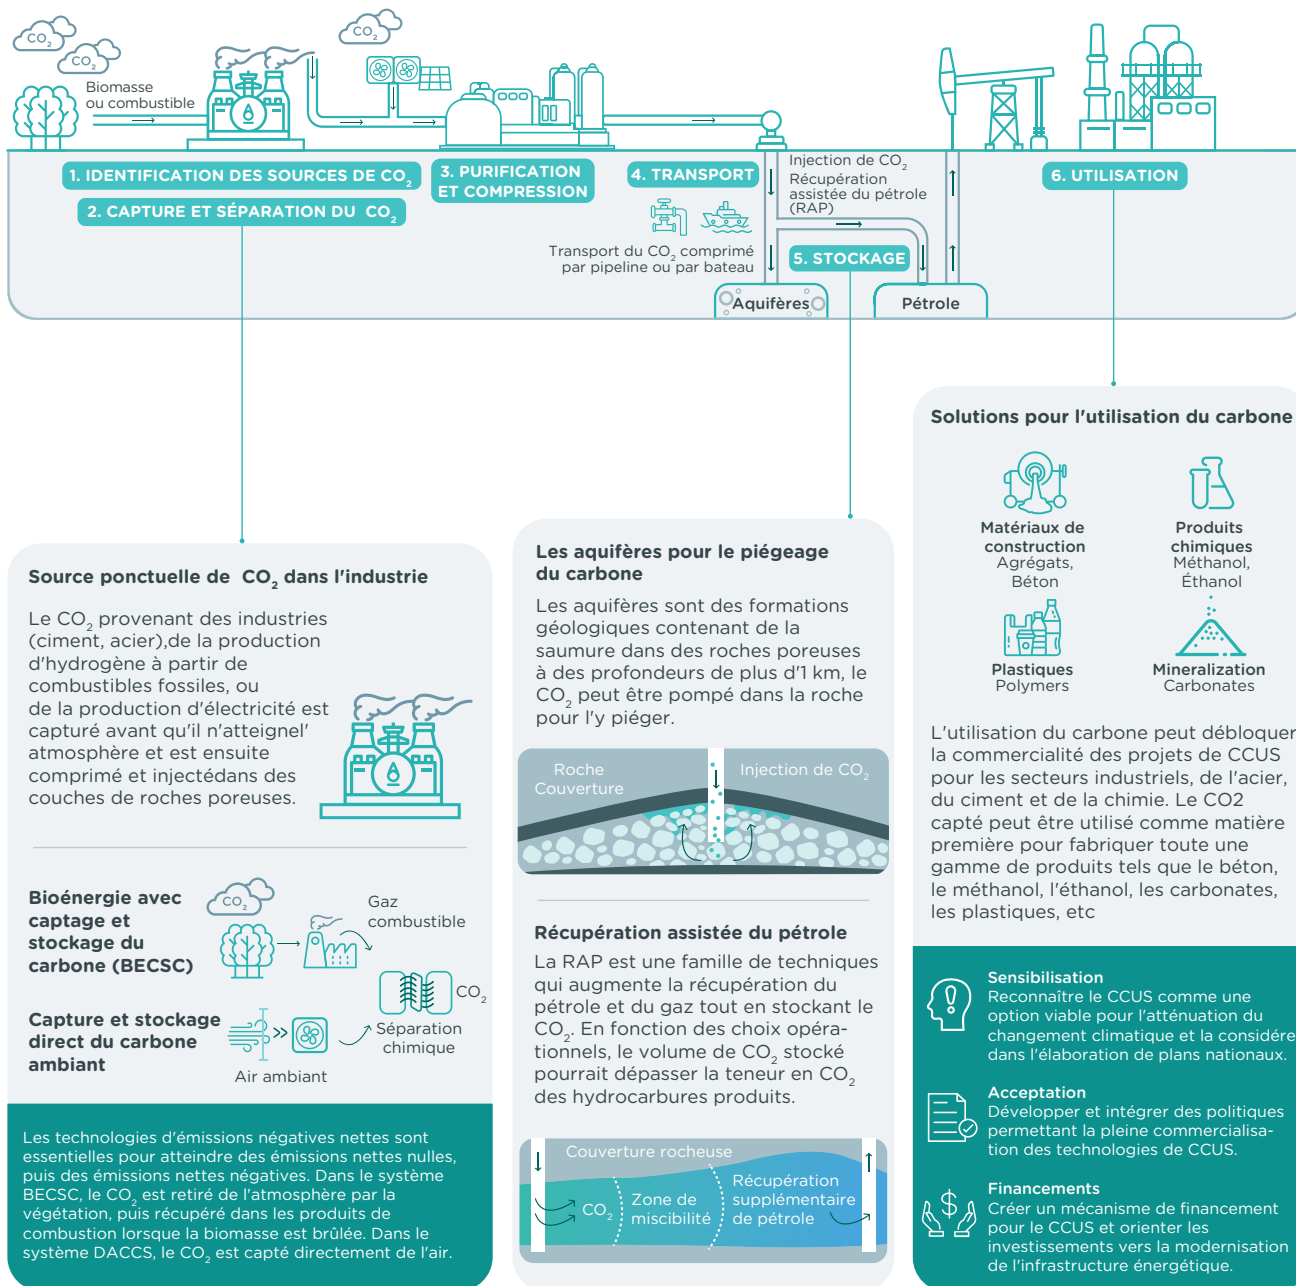 CO2
CO2
CO2
Biomasse
ou combustible
1. IDENTIFICATION DES SOURCES DE CO2
2. CAPTURE ET SÉPARATION DU CO2
3. PURIFICATION
ET COMPRESSION
4. TRANSPORT
Transport du CO2 comprimé
par pipeline ou par bateau
Injection de CO2
Récupération
assistée du pétrole
(RAP)
5. STOCKAGE
Aquifères
Pétrole
6. UTILISATION
Source ponctuelle de CO2 dans l'industrie
Le CO2 provenant des industries
(ciment, acier),de la production
d'hydrogène à partir de
combustibles fossiles, ou
de la production d'électricité est
capturé avant qu'il n'atteignel'
atmosphère et est ensuite
comprimé et injectédans des
couches de roches poreuses.
Bioénergie avec
captage et
stockage du
carbone (BECSC)
CO2
Gaz
combustible
CO2
Séparation
chimique
Capture et stockage
direct du carbone
ambiant
Air ambiant
Les technologies d'émissions négatives nettes sont
essentielles pour atteindre des émissions nettes nulles,
puis des émissions nettes négatives. Dans le système
BECSC, le CO2 est retiré de l'atmosphère par la
végétation, puis récupéré dans les produits de
combustion lorsque la biomasse est brûlée. Dans le
système DACCS, le CO2 est capté directement de l'air.
Les aquifères pour le piégeage
du carbone
Les aquifères sont des formations
géologiques contenant de la
saumure dans des roches poreuses
à des profondeurs de plus d'1 km, le
CO2 peut être pompé dans la roche
pour l'y piéger.
Roche
Couverture
Injection de CO2
Récupération assistée du pétrole
La RAP est une famille de techniques
qui augmente la récupération du
pétrole et du gaz tout en stockant le
CO2. En fonction des choix opéra-
tionnels, le volume de CO2 stocké
pourrait dépasser la teneur en CO2
des hydrocarbures produits.
Couverture rocheuse
CO2
Zone de
miscibilité
Récupération
supplémentaire
de pétrole
Solutions pour l'utilisation du carbone
Matériaux de
construction
Agrégats,
Béton
Produits
chimiques
Méthanol,
Éthanol
Plastiques
Polymers
Mineralization
Carbonates
L'utilisation du carbone peut débloquer
la commercialité des projets de CCUS
pour les secteurs industriels, de l'acier,
du ciment et de la chimie. Le CO2
capté peut être utilisé comme matière
première pour fabriquer toute une
gamme de produits tels que le béton,
le méthanol, l'éthanol, les carbonates,
les plastiques, etc
Sensibilisation
Reconnaître le CCUS comme une
option viable pour l'atténuation du
changement climatique et la considére
dans l'élaboration de plans nationaux.
Acceptation
Développer et intégrer des politiques
permettant la pleine commercialisa-
tion des technologies de CCUS.
Financements
Créer un mécanisme de financement
pour le CCUS et orienter les
investissements vers la modernisation
de l'infrastructure énergétique.